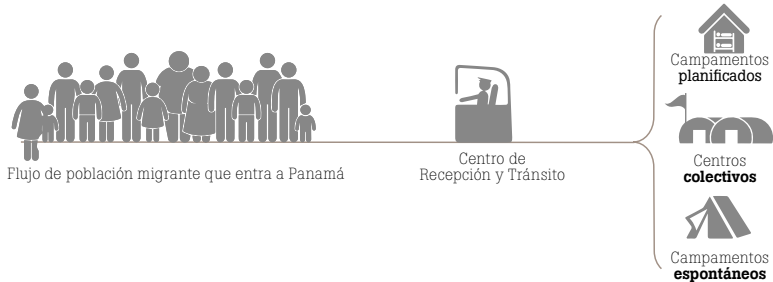 Flujo de población migrante que entra a Panamá
Centro de
Recepción y Tránsito
Campamentos
planificados
Centros
colectivos
Campamentos
espontáneos